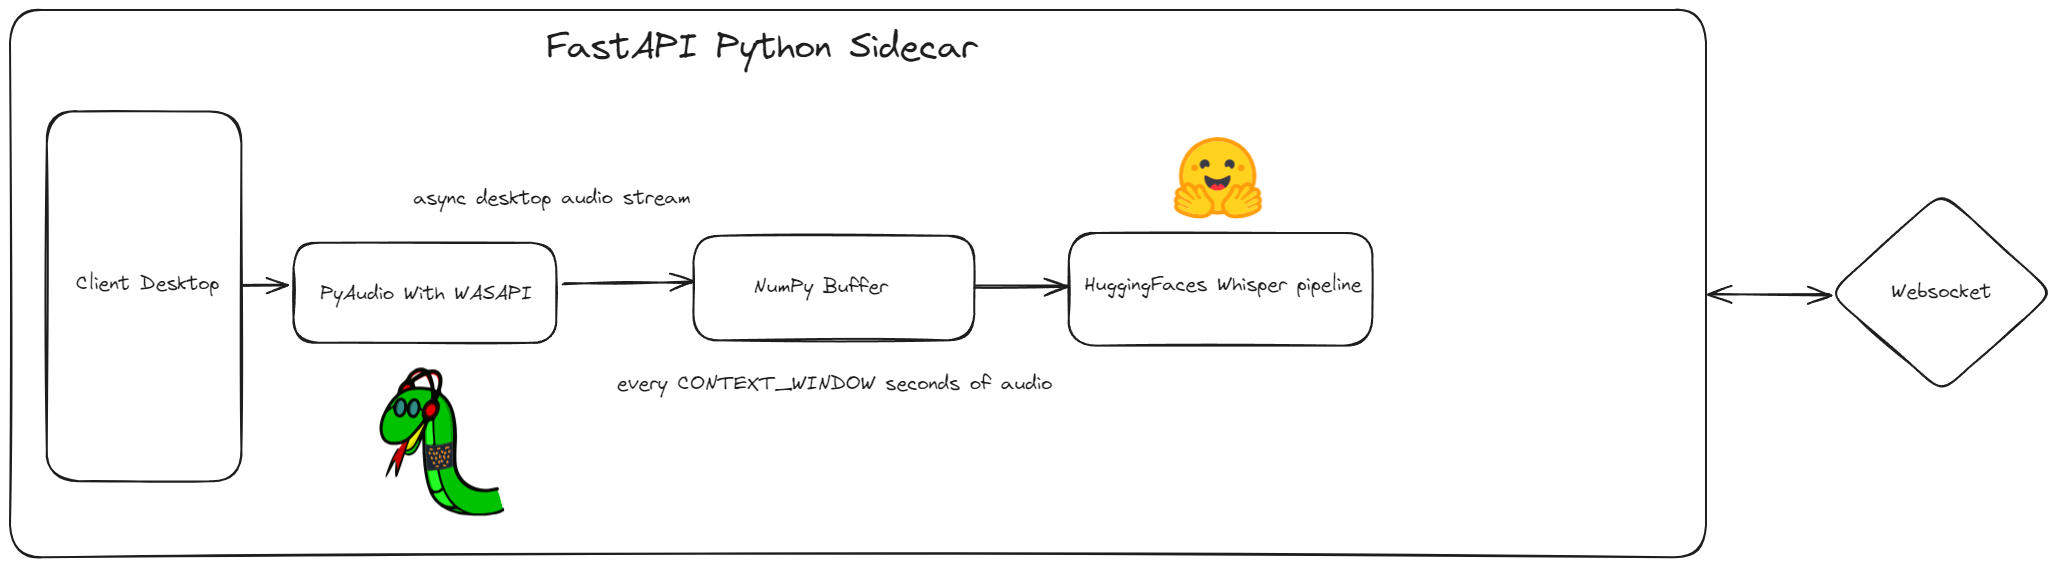 FastAPI Python Sidecar
async desktop audio stream
Client Desktop
PyAudio With WASAPI
NumPy Buffer
HuggingFaces Whisper pipeline
Websocket
every CONTEXT_WINDOW seconds of audio